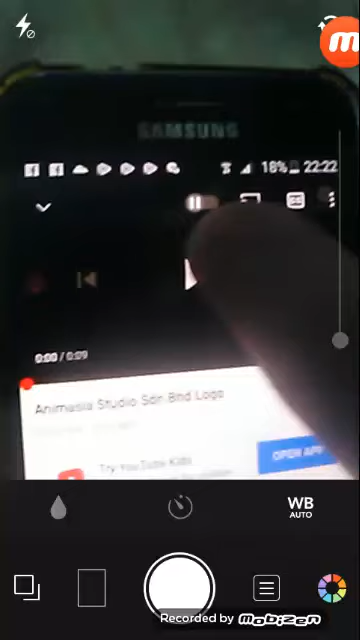 SAMSUNG
18% 22:22
0:00 / 0:09
Animasia Studio Sdn Bhd Logo
Try YouTube Kids
OPEN APP
WB
AUTO
Recorded by mobizen